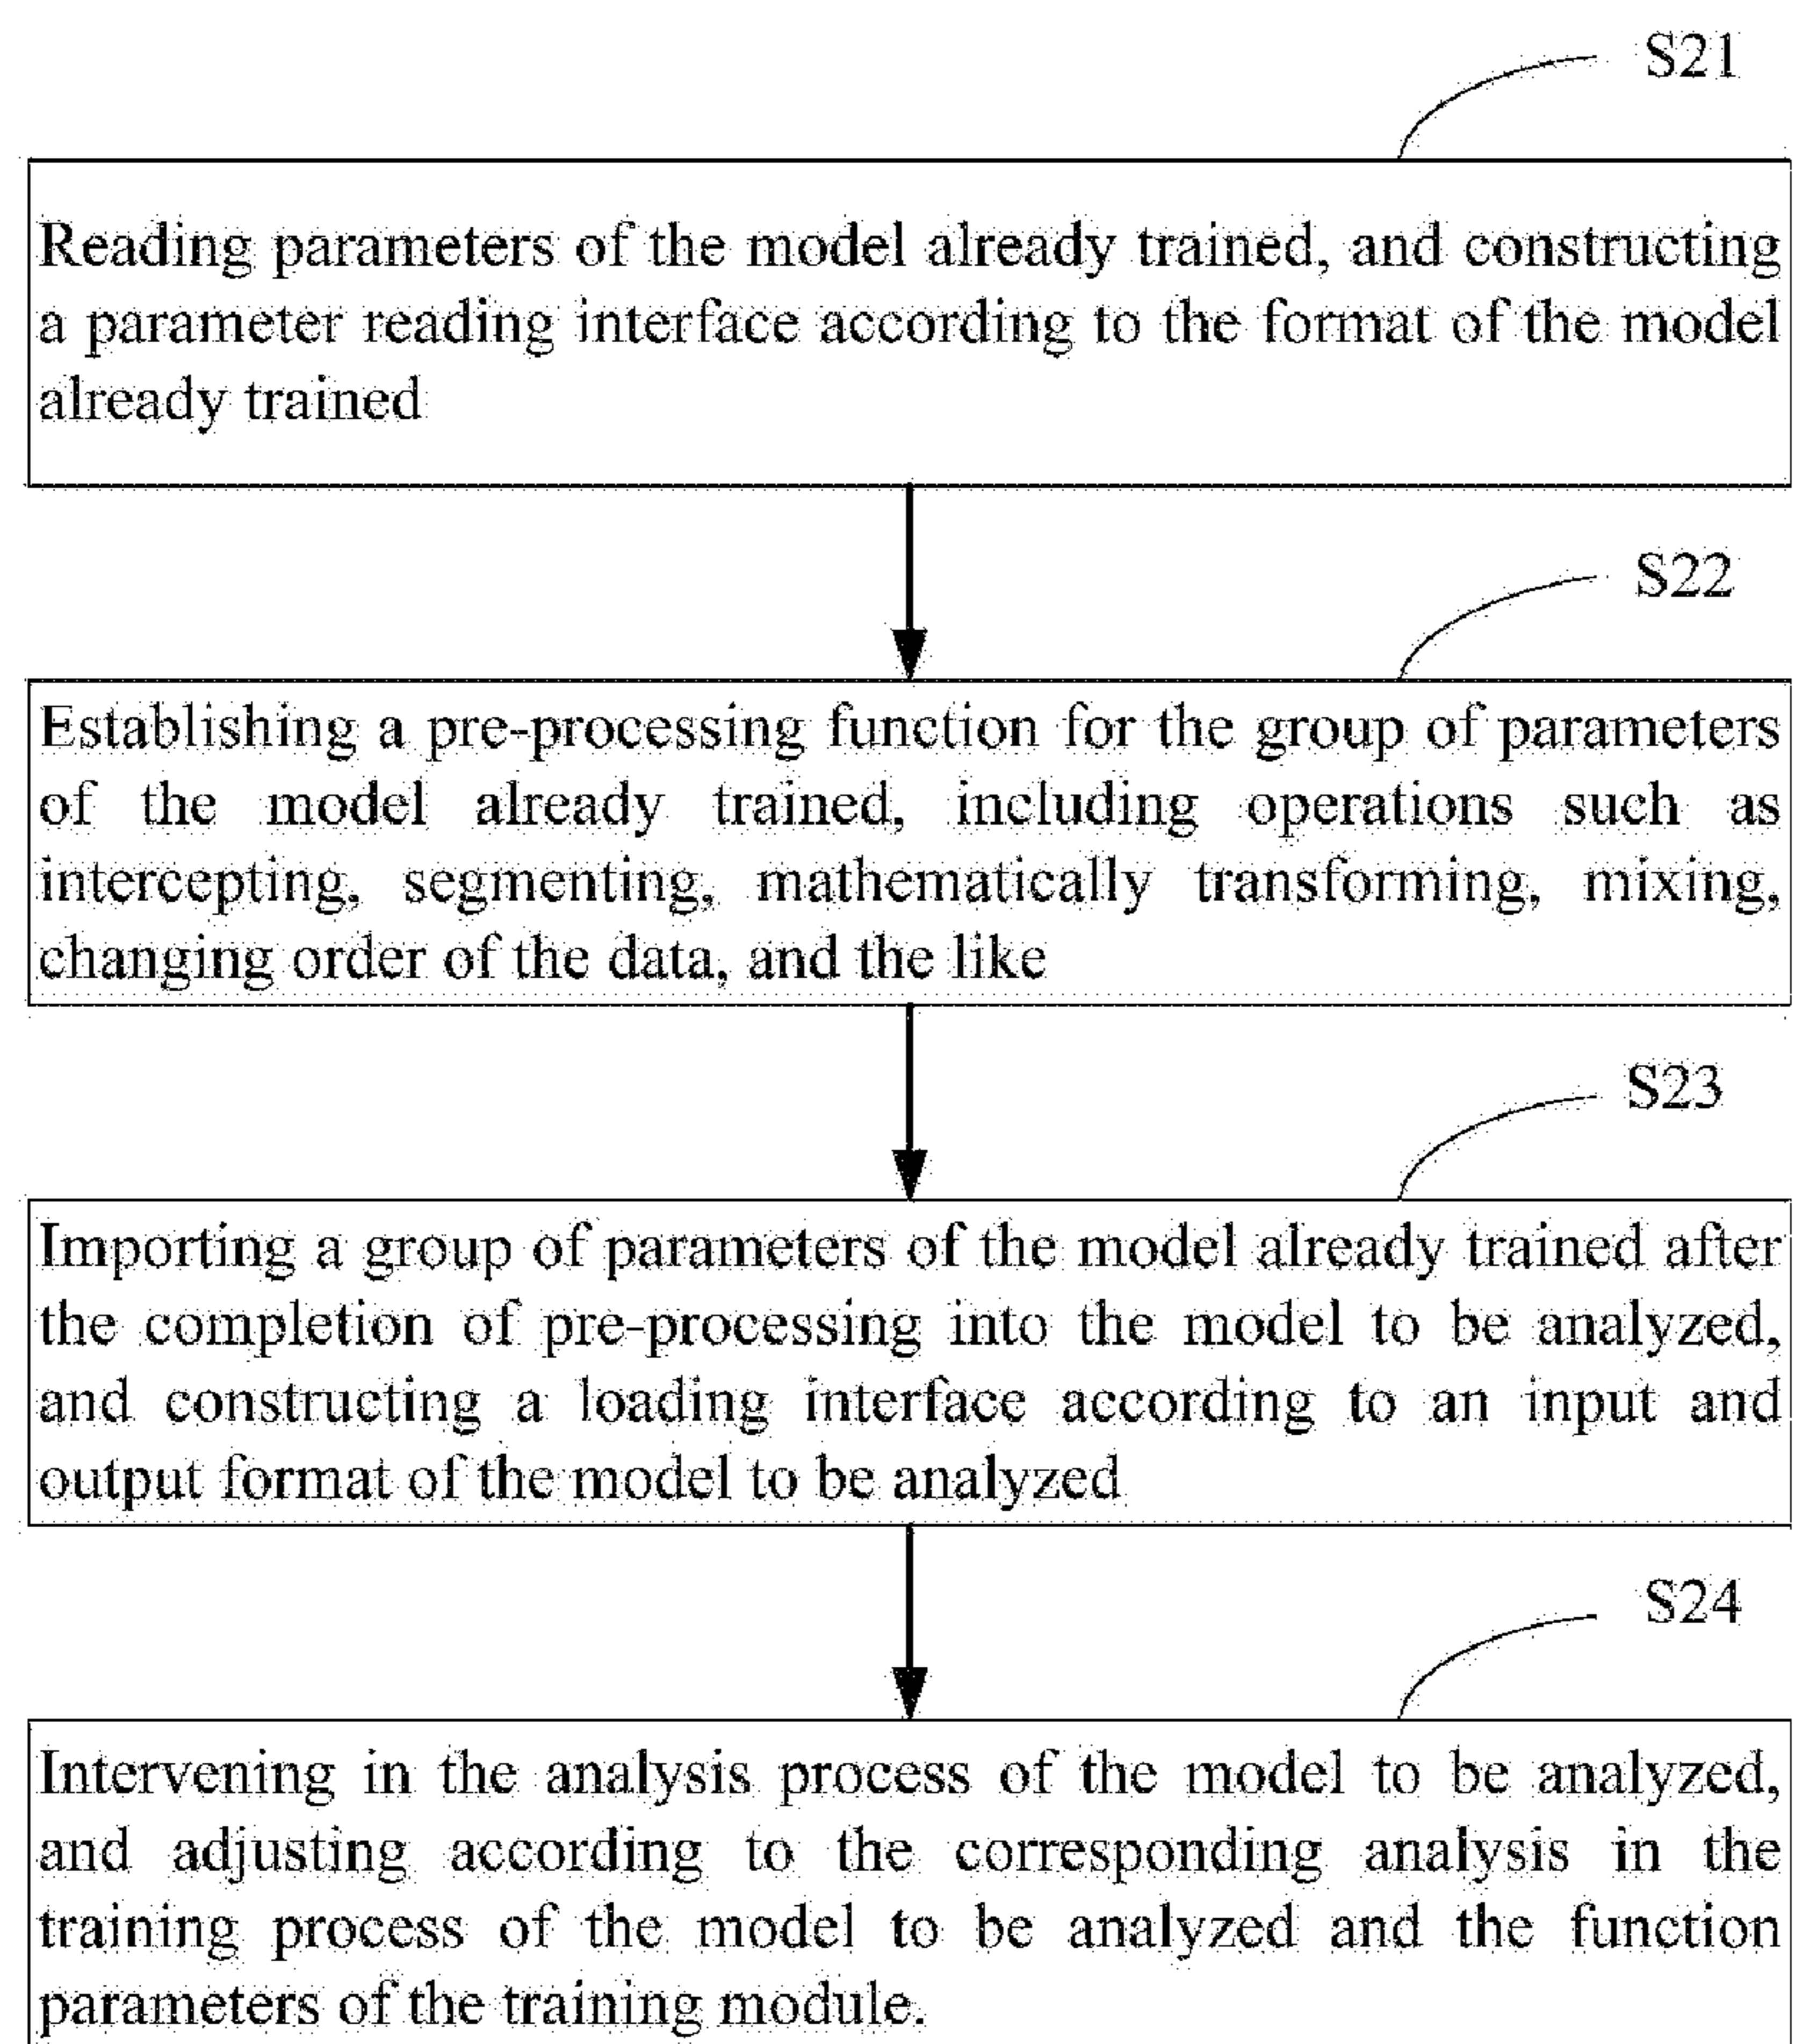 S21
Reading parameters of the model already trained, and constructing
a parameter reading interface according to the format of the model
already trained
S22
Establishing a pre-processing function for the group of parameters
of the model already trained, including operations such as
intercepting, segmenting, mathematically transforming, mixing,
changing order of the data, and the like
S23
Importing a group of parameters of the model already trained after
the completion of pre-processing into the model to be analyzed,
and constructing a loading interface according to an input and
output format of the model to be analyzed
S24
Intervening in the analysis process of the model to be analyzed,
and adjusting according to the corresponding analysis in the
training process of the model to be analyzed and the function
parameters of the training module.